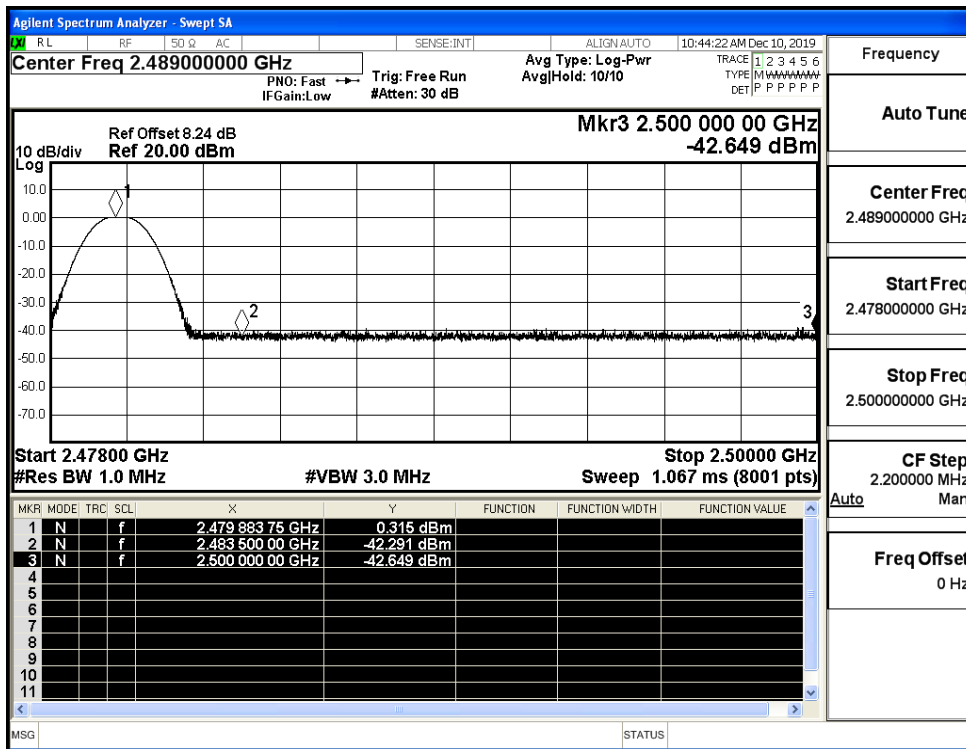 Agilent Spectrum Analyzer - Swept SA
LXI RL RF 50 Ω AC SENSE:INT ALIGN AUTO 10:44:22 AM Dec 10, 2019
Center Freq 2.489000000 GHz
PNO: Fast
IFGain:Low
Trig: Free Run
#Atten: 30 dB
Avg Type: Log-Pwr
Avg|Hold: 10/10
TRACE 1 2 3 4 5 6
TYPE M WWWWW
DET P P P P P P
Ref Offset 8.24 dB
Ref 20.00 dBm
10 dB/div
Log
Mkr3 2.500 000 00 GHz
-42.649 dBm
10.0
0.00
-10.0
-20.0
-30.0
-40.0
-50.0
-60.0
-70.0
1
2
3
Start 2.47800 GHz
Stop 2.50000 GHz
#Res BW 1.0 MHz
#VBW 3.0 MHz
Sweep 1.067 ms (8001 pts)
MKR MODE TRC SCL X Y FUNCTION FUNCTION WIDTH FUNCTION VALUE
1 N f 2.479 883 75 GHz 0.315 dBm
2 N f 2.483 500 00 GHz -42.291 dBm
3 N f 2.500 000 00 GHz -42.649 dBm
4
5
6
7
8
9
10
11
MSG
STATUS
Frequency
Auto Tune
Center Freq
2.489000000 GHz
Start Freq
2.478000000 GHz
Stop Freq
2.500000000 GHz
CF Step
2.200000 MHz
Auto Man
Freq Offset
0 Hz